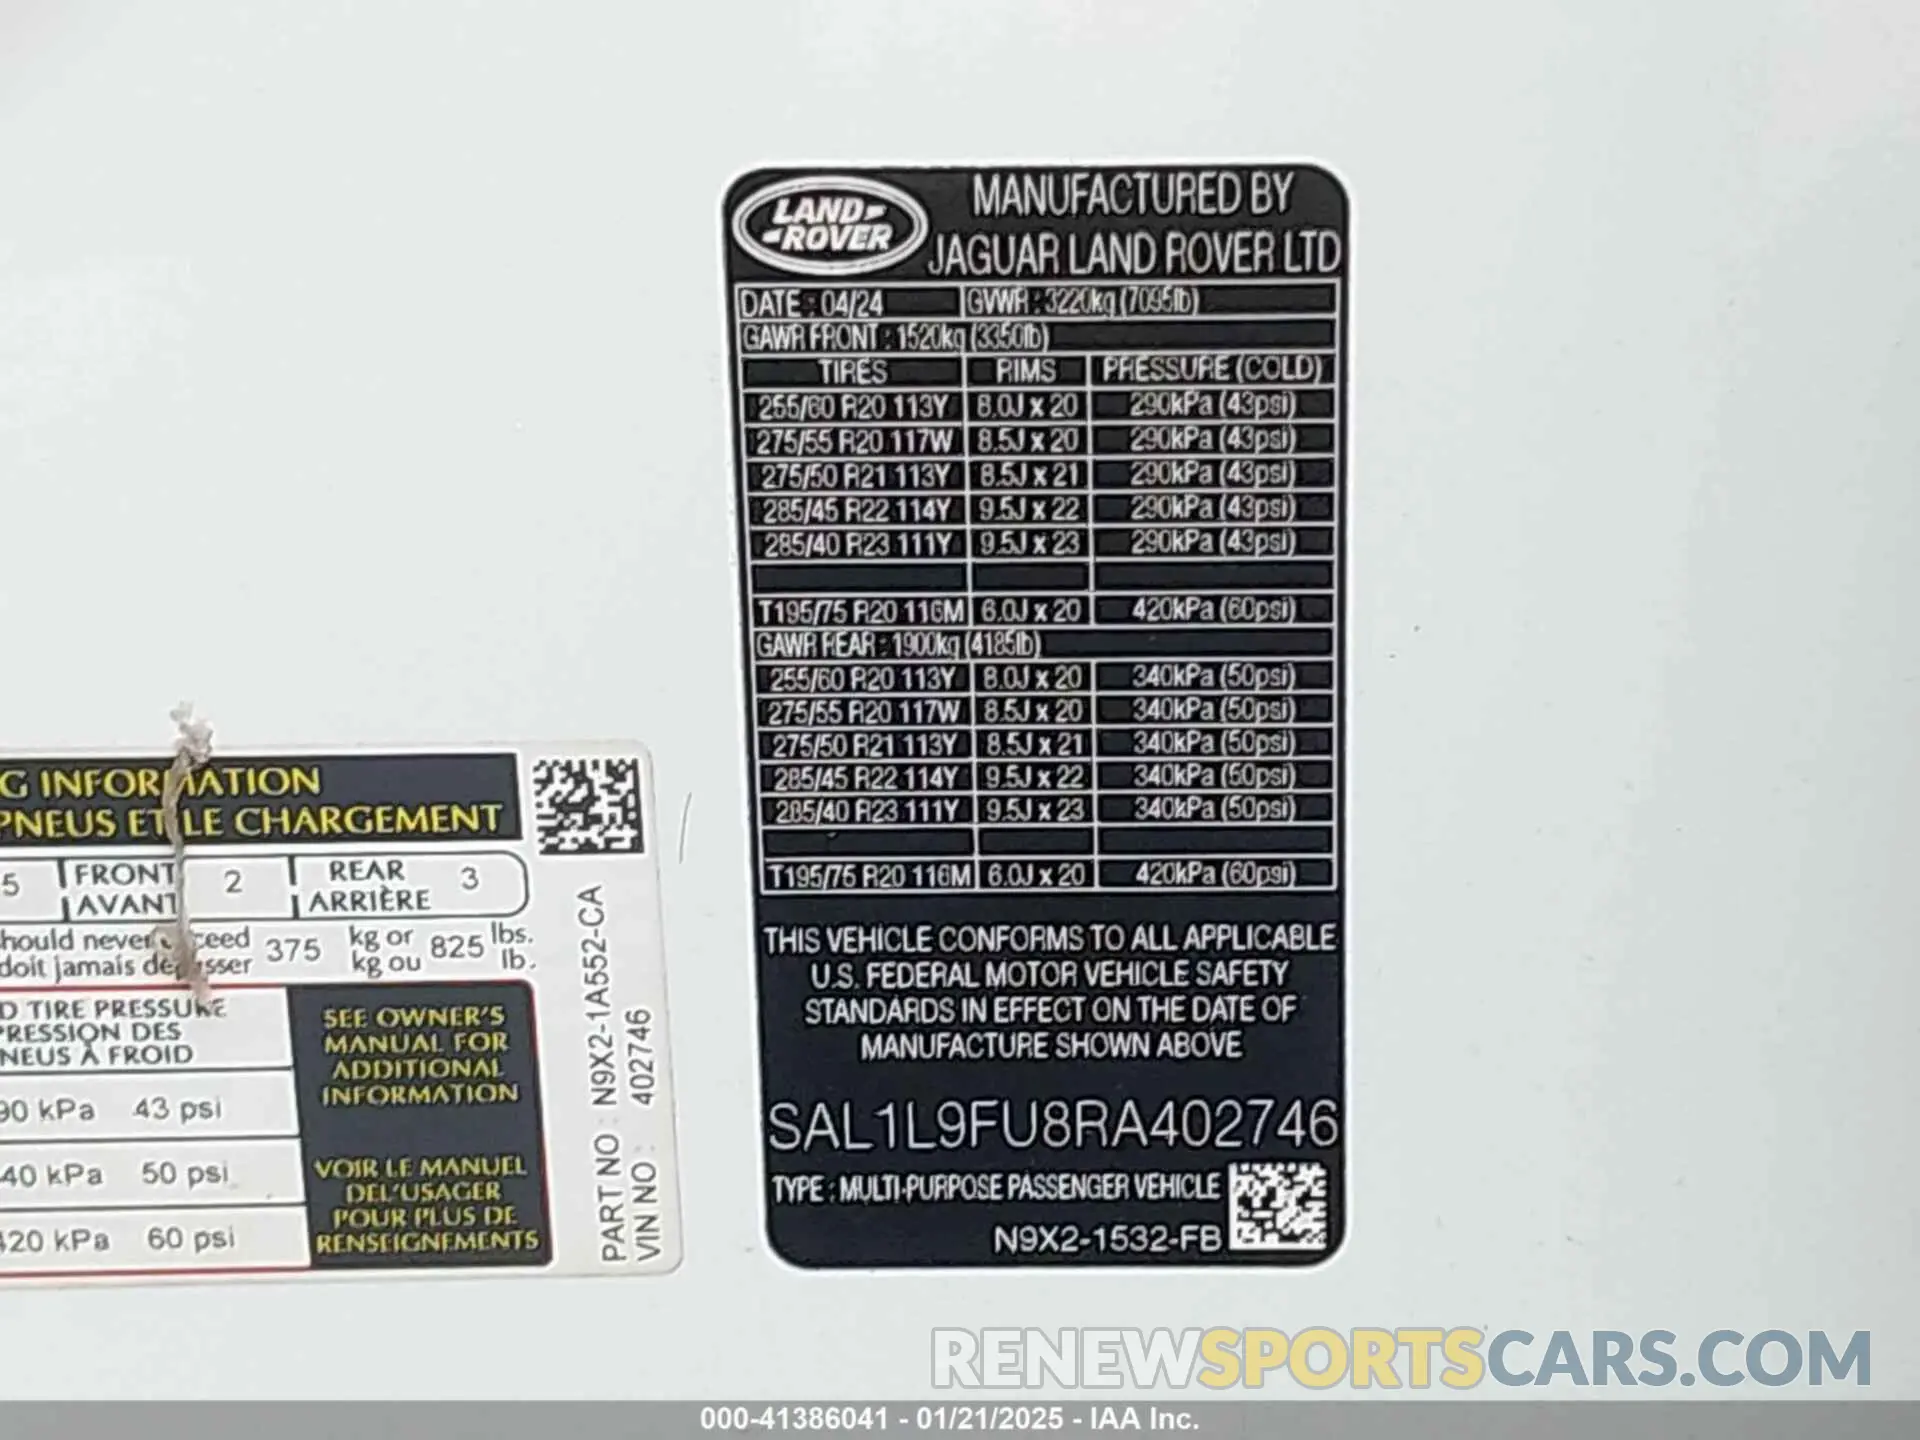 LAND-
-ROVER
MANUFACTURED BY
JAGUAR LAND ROVER LTD
DATE : 04/24 GVWR : 3220kg (7095lb)
GAWR FRONT : 1520kg (3350lb)
TIRES RIMS PRESSURE (COLD)
255/60 R20 113Y 8.0J x 20 290kPa (43psi)
275/55 R20 117W 8.5J x 20 290kPa (43psi)
275/50 R21 113Y 8.5J x 21 290kPa (43psi)
285/45 R22 114Y 9.5J x 22 290kPa (43psi)
285/40 R23 111Y 9.5J x 23 290kPa (43psi)
T195/75 R20 116M 6.0J x 20 420kPa (60psi)
GAWR REAR : 1900kg (4185lb)
255/60 R20 113Y 8.0J x 20 340kPa (50psi)
275/55 R20 117W 8.5J x 20 340kPa (50psi)
275/50 R21 113Y 8.5J x 21 340kPa (50psi)
285/45 R22 114Y 9.5J x 22 340kPa (50psi)
285/40 R23 111Y 9.5J x 23 340kPa (50psi)
T195/75 R20 116M 6.0J x 20 420kPa (60psi)
THIS VEHICLE CONFORMS TO ALL APPLICABLE
U.S. FEDERAL MOTOR VEHICLE SAFETY
STANDARDS IN EFFECT ON THE DATE OF
MANUFACTURE SHOWN ABOVE
SAL1L9FU8RA402746
TYPE : MULTI-PURPOSE PASSENGER VEHICLE
N9X2-1532-FB
G INFORMATION
PNEUS ET LE CHARGEMENT
5 FRONT 2 REAR 3
AVANT ARRIÈRE
hould never exceed 375 kg or 825 lbs.
doit jamais dépasser kg ou lb.
D TIRE PRESSURE
PRESSION DES
NEUS À FROID
90 kPa 43 psi
40 kPa 50 psi
420 kPa 60 psi
SEE OWNER'S
MANUAL FOR
ADDITIONAL
INFORMATION
VOIR LE MANUEL
DEL'USAGER
POUR PLUS DE
RENSEIGNEMENTS
PART NO : N9X2-1A552-CA
VIN NO : 402746
RENEWSPORTSCARS.COM
000-41386041 - 01/21/2025 - IAA Inc.